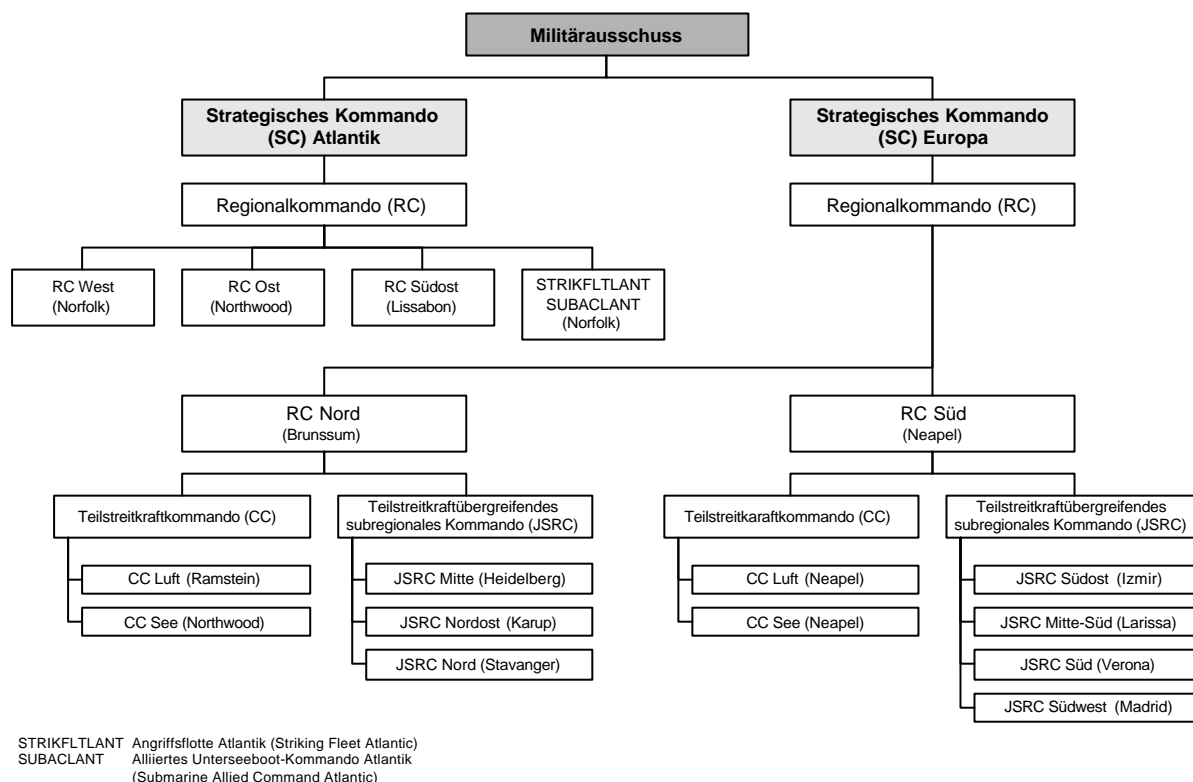 Militärausschuss
Strategisches Kommando
(SC) Atlantik
Strategisches Kommando
(SC) Europa
Regionalkommando (RC)
Regionalkommando (RC)
RC West
(Norfolk)
RC Ost
(Northwood)
RC Südost
(Lissabon)
STRIKFLTLANT
SUBACLANT
(Norfolk)
RC Nord
(Brunssum)
RC Süd
(Neapel)
Teilstreitkraftkommando (CC)
Teilstreitkraftübergreifendes
subregionales Kommando (JSRC)
Teilstreitkaraftkommando (CC)
Teilstreitkraftübergreifendes
subregionales Kommando (JSRC)
CC Luft (Ramstein)
CC See (Northwood)
JSRC Mitte (Heidelberg)
JSRC Nordost (Karup)
JSRC Nord (Stavanger)
CC Luft (Neapel)
CC See (Neapel)
JSRC Südost (Izmir)
JSRC Mitte-Süd (Larissa)
JSRC Süd (Verona)
JSRC Südwest (Madrid)
STRIKFLTLANT Angriffsflotte Atlantik (Striking Fleet Atlantic)
SUBACLANT Alliiertes Unterseeboot-Kommando Atlantik
(Submarine Allied Command Atlantic)